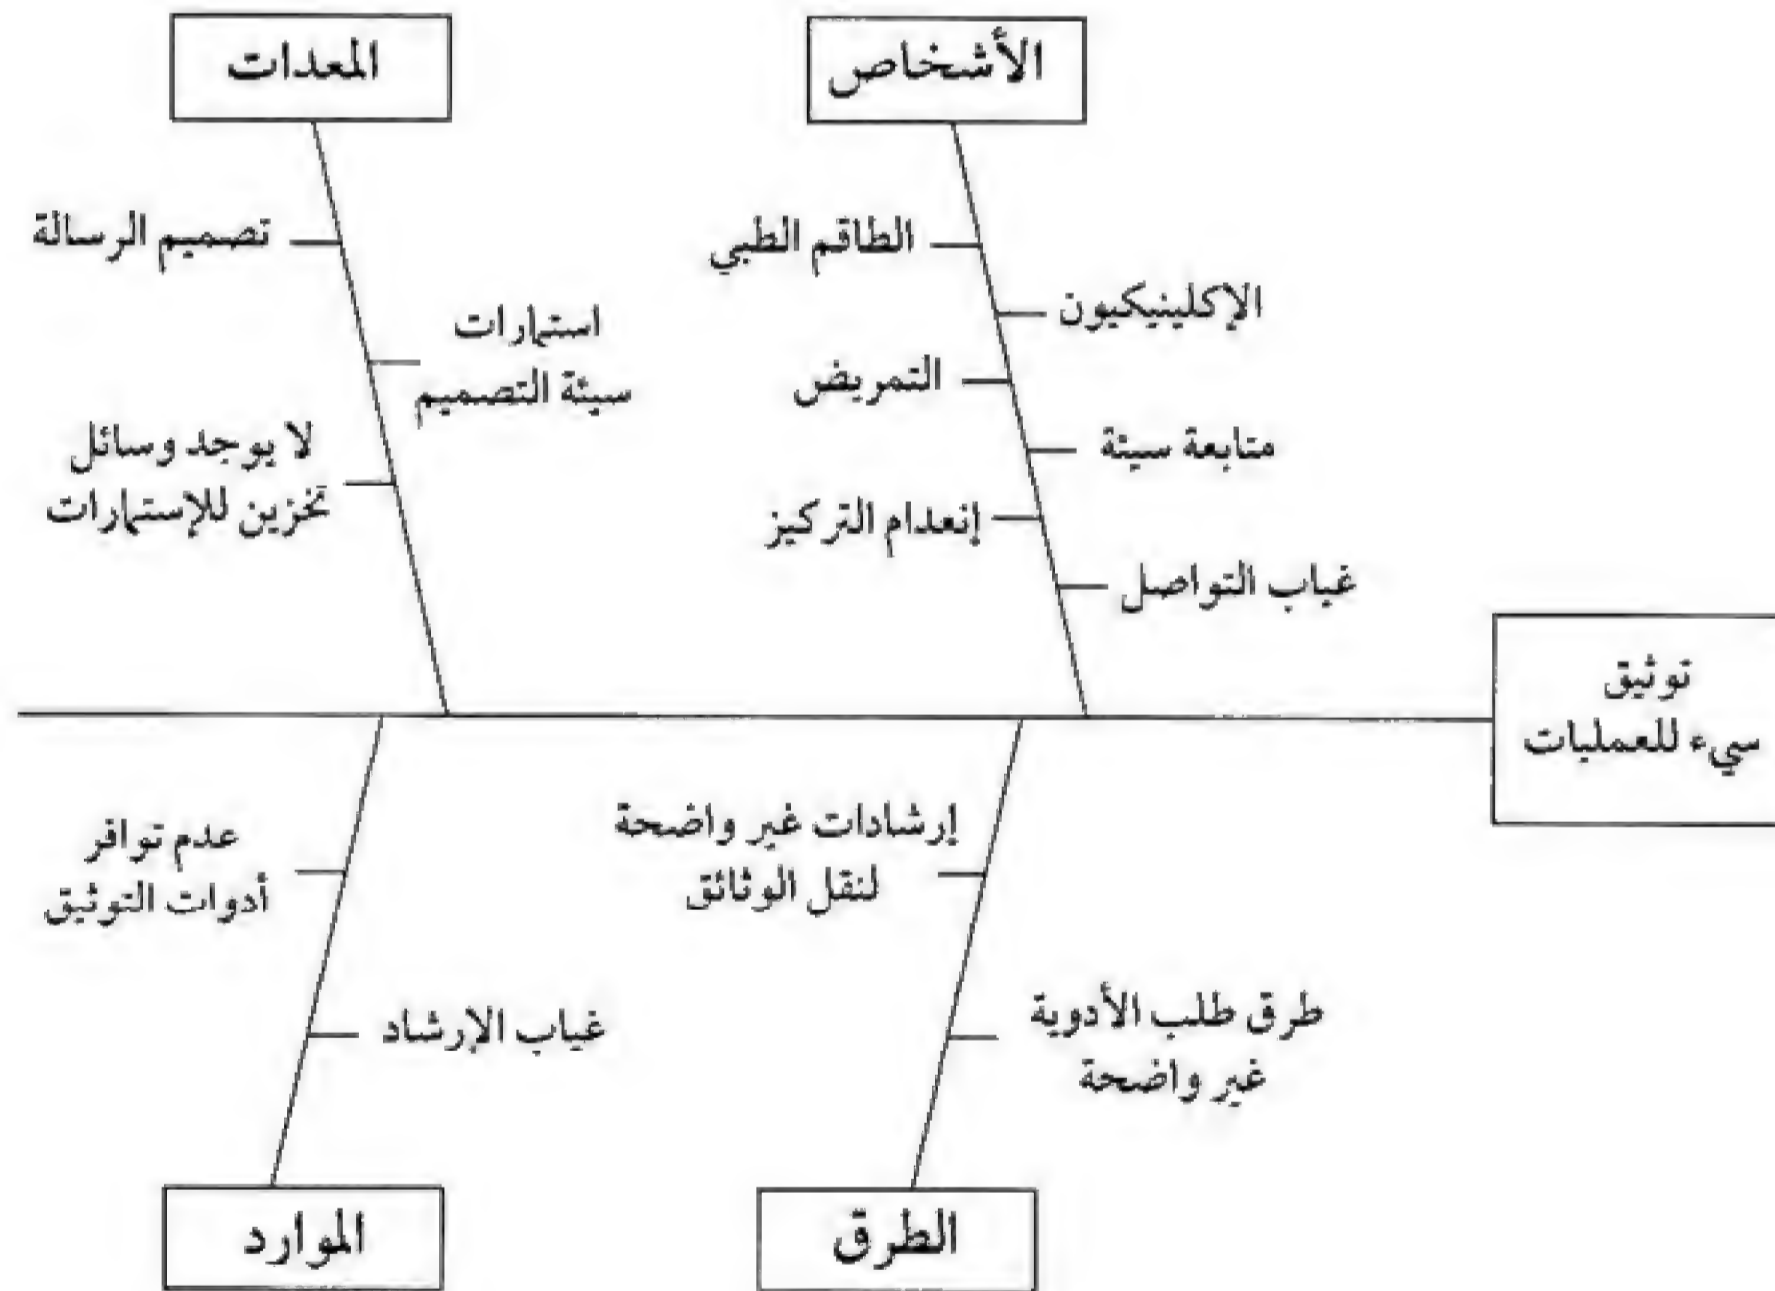 الأشخاص
المعدات
الطاقم الطبي
الإكلينيكيون
التمريض
متابعة سيئة
إنعدام التركيز
غياب التواصل
تصميم الرسالة
استمارات
سيئة التصميم
لا يوجد وسائل
تخزين للإستمارات
توثيق
سيء للعمليات
إرشادات غير واضحة
لنقل الوثائق
طرق طلب الأدوية
غير واضحة
عدم توافر
أدوات التوثيق
غياب الإرشاد
الطرق
الموارد